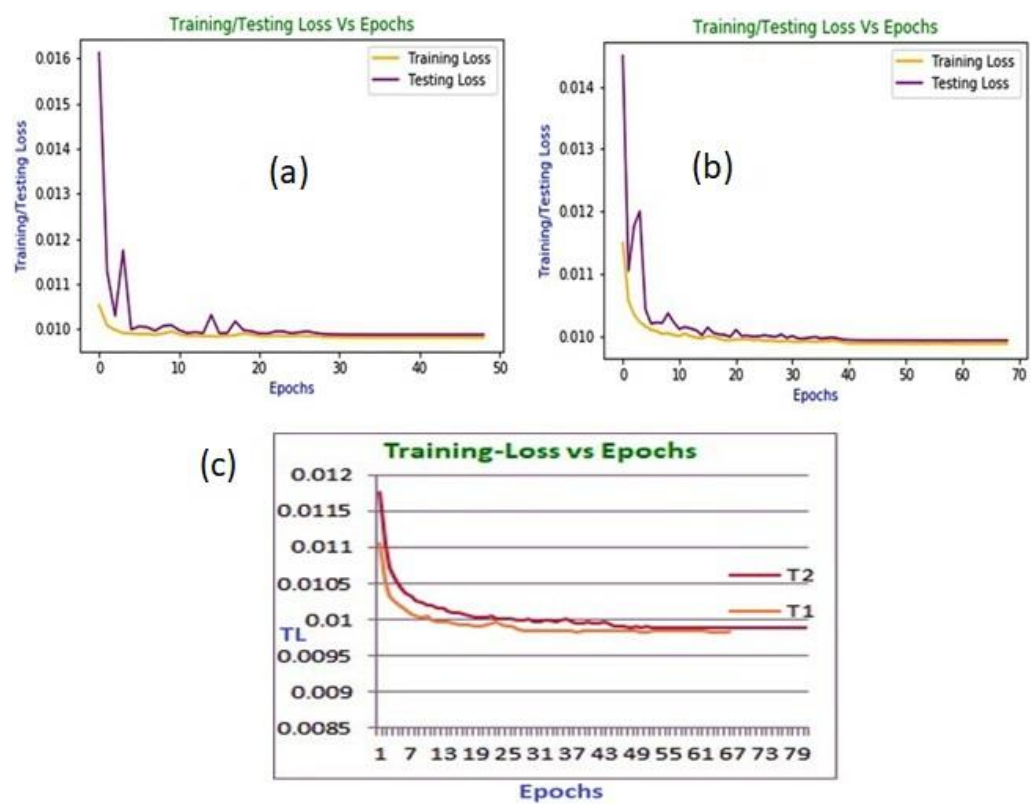 Training/Testing Loss Vs Epochs
0.016
0.015
0.014
0.013
0.012
0.011
0.010
Training/Testing Loss
Training Loss
Testing Loss
(a)
0 10 20 30 40 50
Epochs
Training/Testing Loss Vs Epochs
0.014
0.013
0.012
0.011
0.010
Training/Testing Loss
Training Loss
Testing Loss
(b)
0 10 20 30 40 50 60 70
Epochs
(c)
Training-Loss vs Epochs
0.012
0.0115
0.011
0.0105
0.01
0.0095
0.009
0.0085
TL
T2
T1
1 7 13 19 25 31 37 43 49 55 61 67 73 79
Epochs